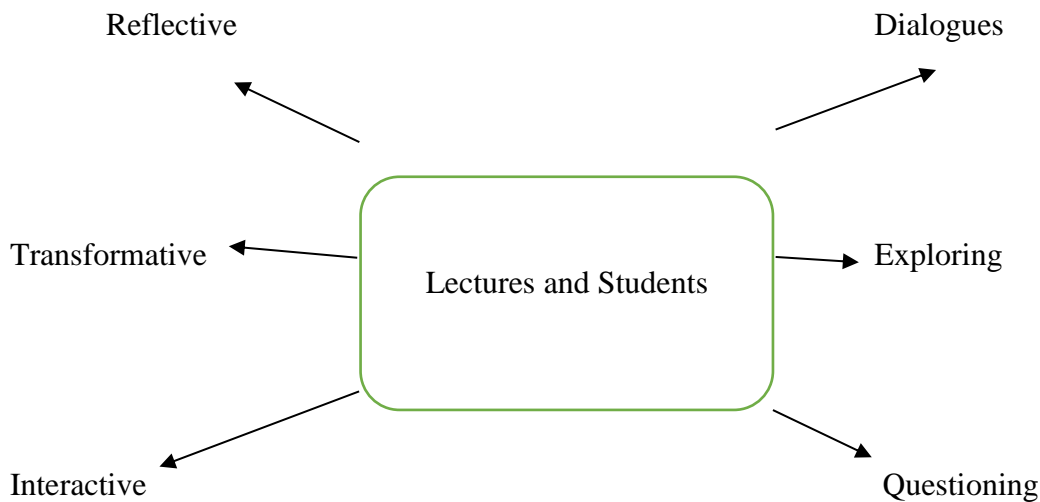 Reflective
Dialogues
Transformative
Lectures and Students
Exploring
Interactive
Questioning